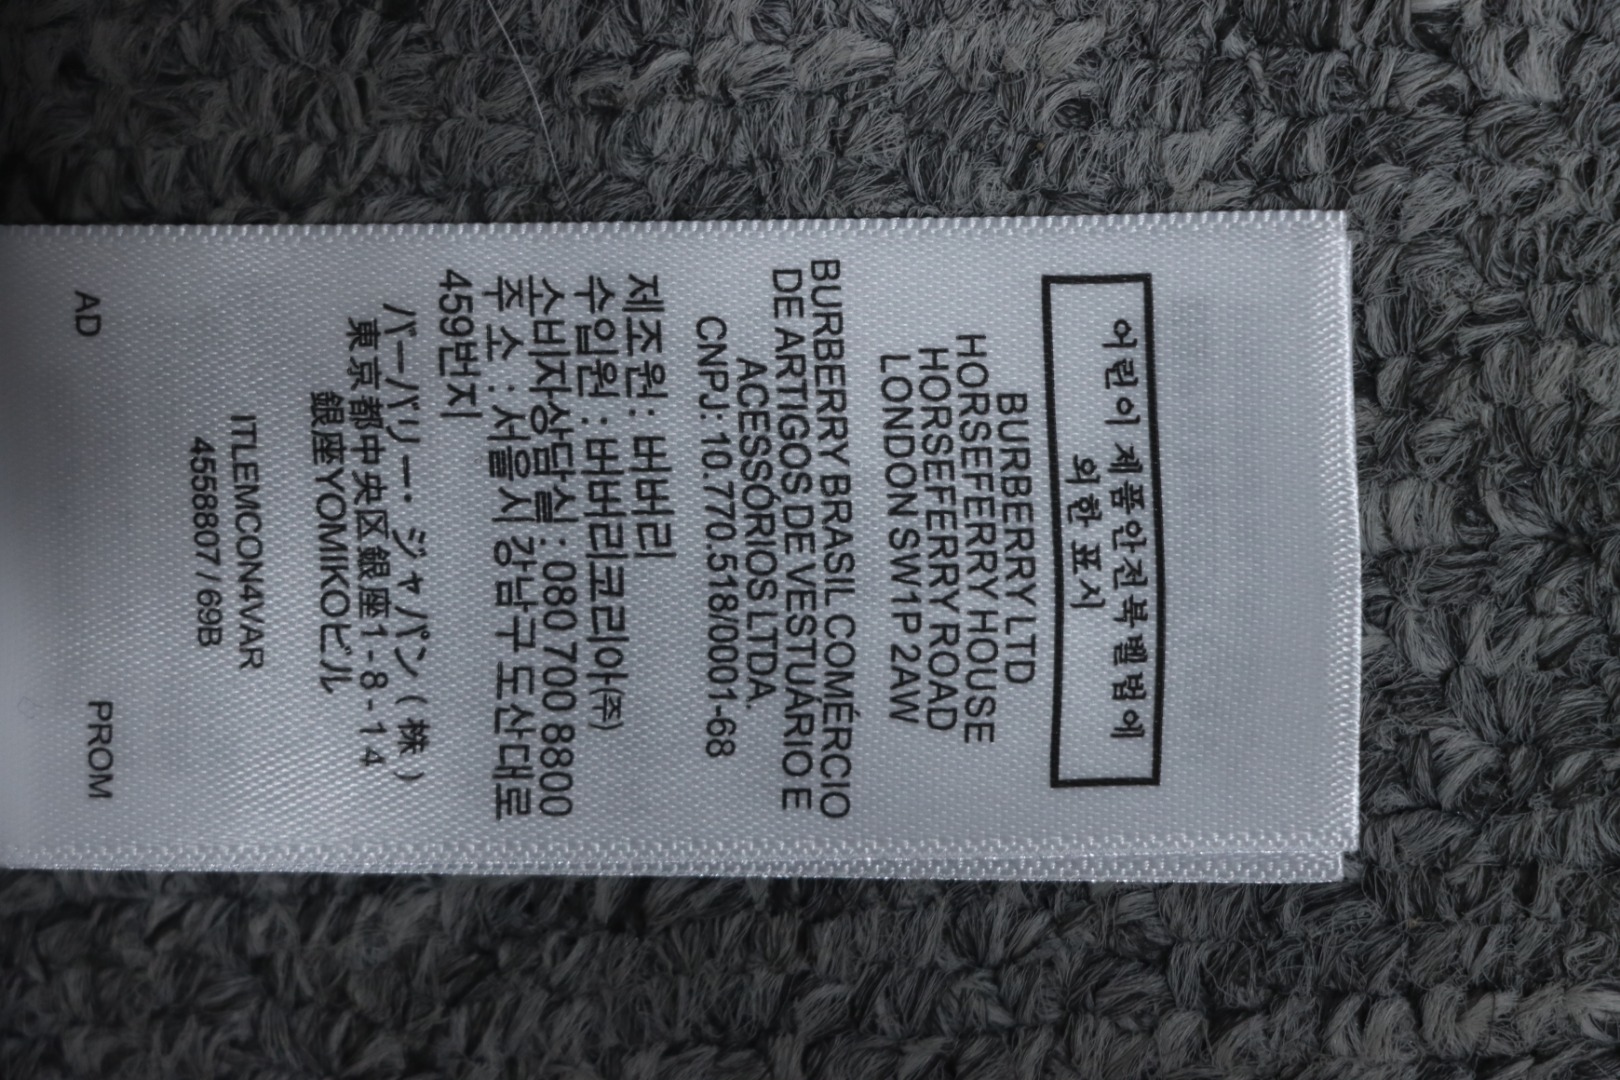 어린이 제품안전특별법에
의한 표시
BURBERRY LTD
HORSEFERRY HOUSE
HORSEFERRY ROAD
LONDON SW1P 2AW
BURBERRY BRASIL COMÉRCIO
DE ARTIGOS DE VESTUÁRIO E
ACESSÓRIOS LTDA.
CNPJ: 10.770.518/0001-68
제조원: 버버리
수입원 : 버버리코리아(주)
소비자상담실 : 080 700 8800
주 소 : 서울시 강남구 도산대로
459번지
バーバリー・ジャパン(株)
東京都中央区銀座1-8-14
銀座YOMIKOビル
ITLEMCON4VAR
4558807 / 69B
AD PROM